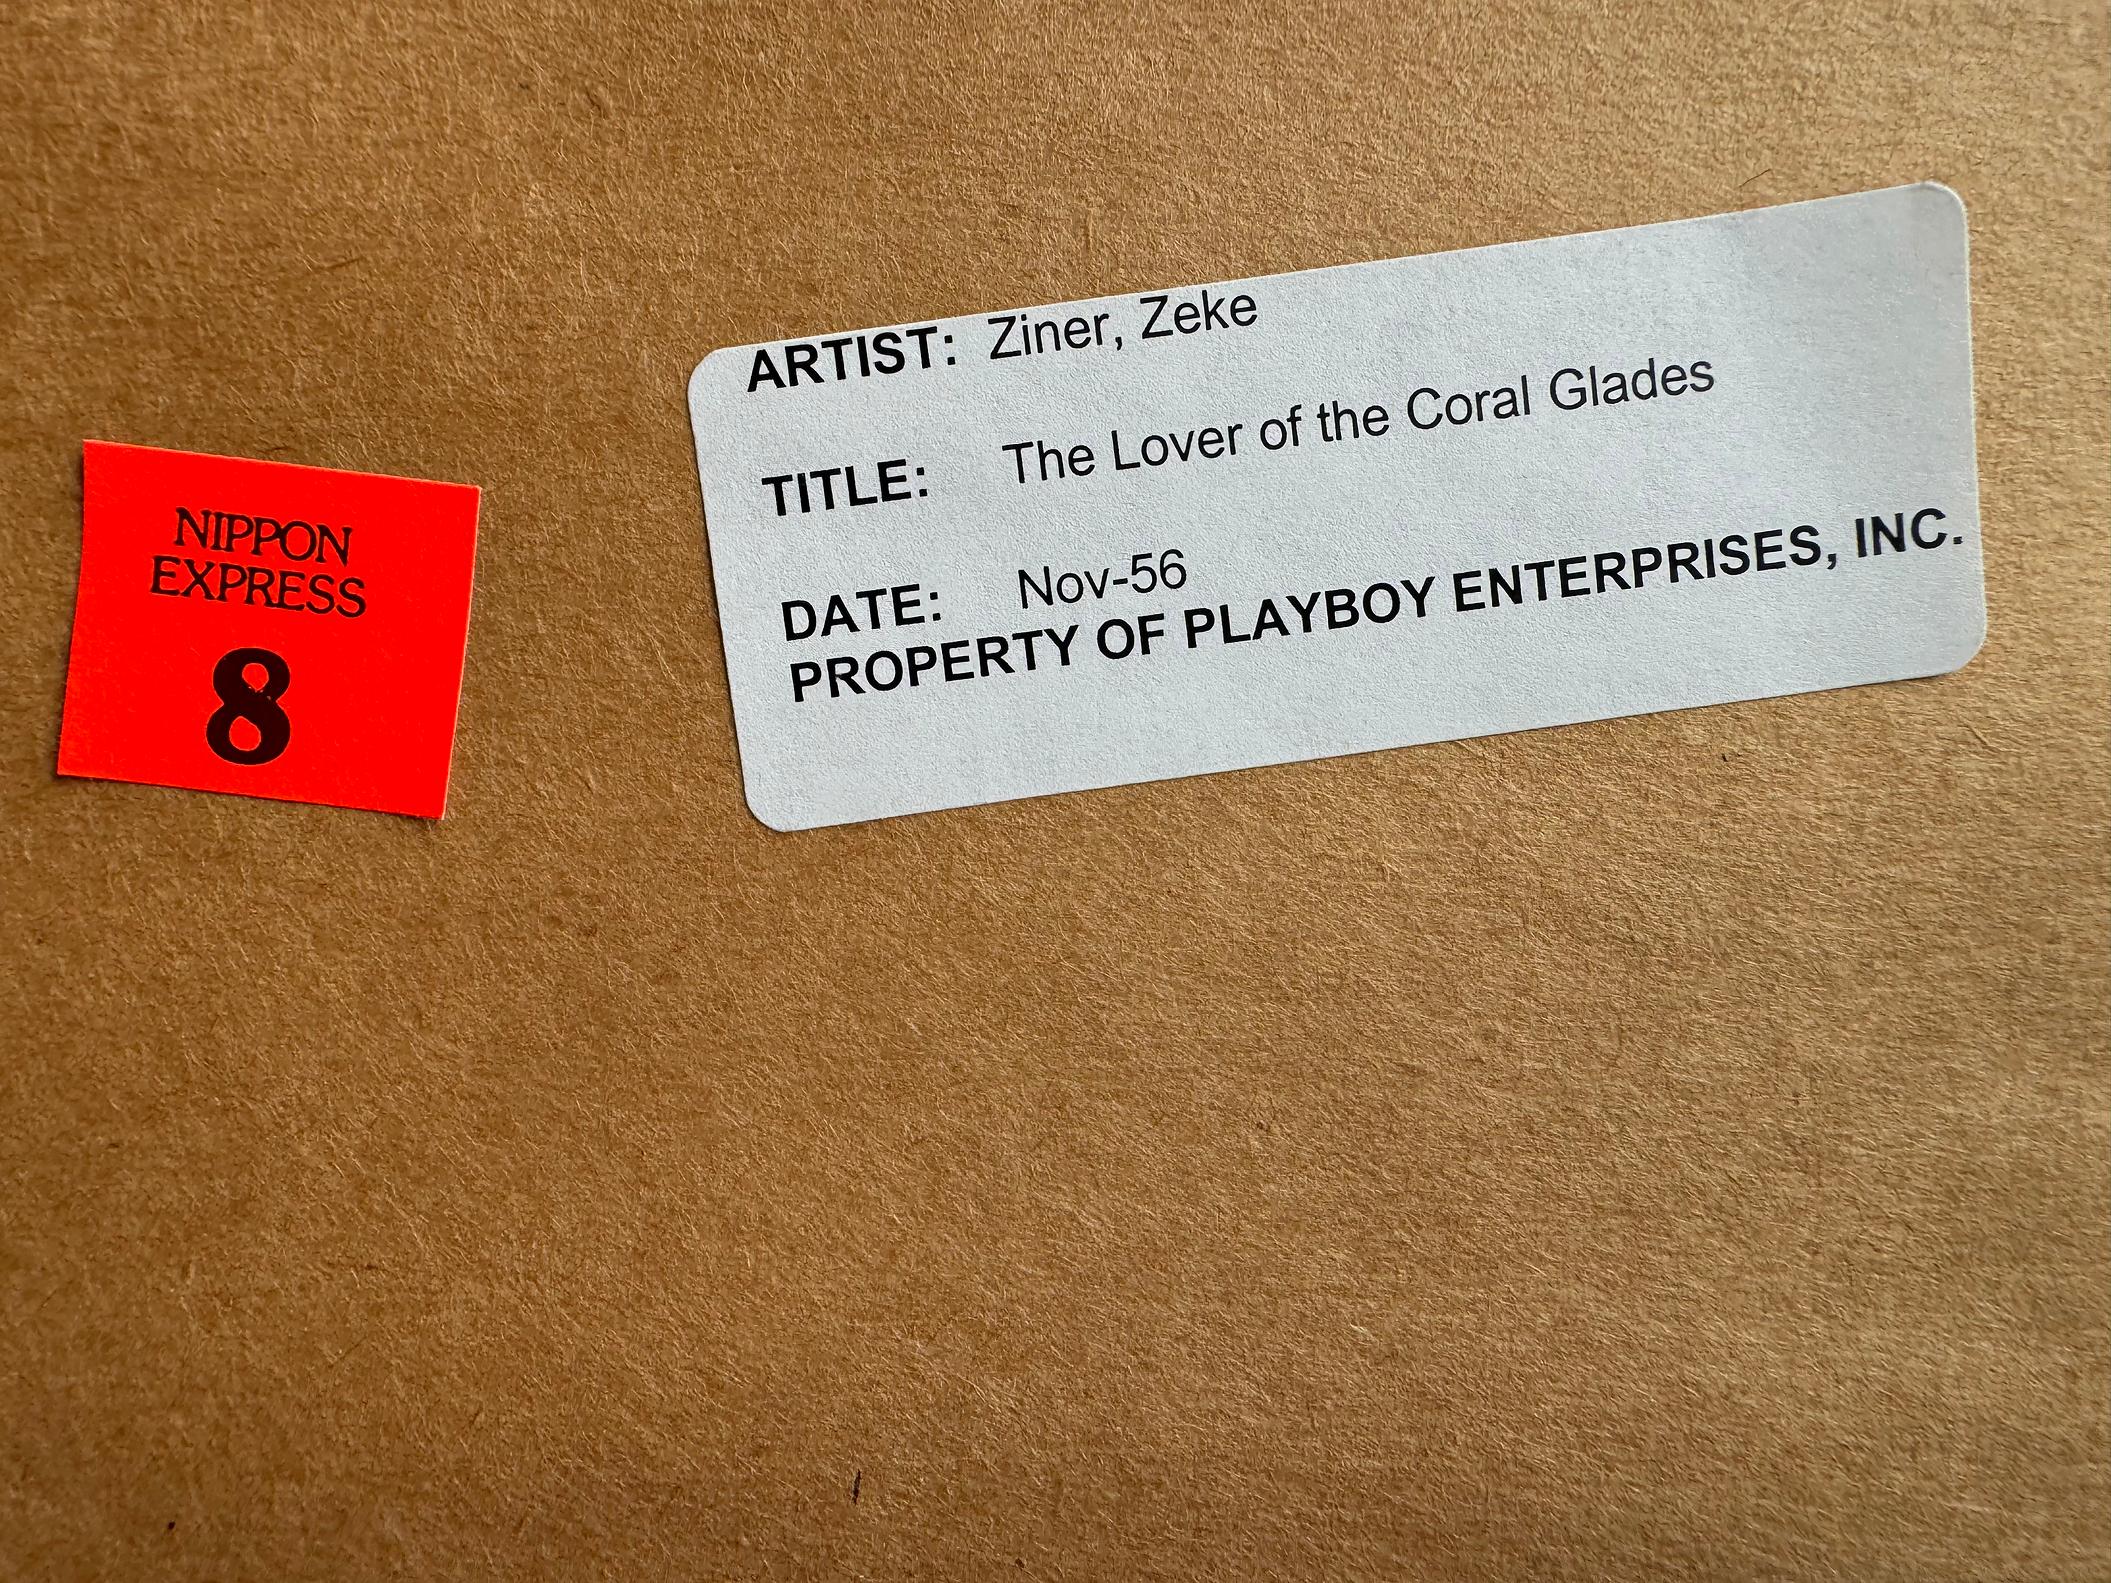 NIPPON
EXPRESS
8
ARTIST: Ziner, Zeke
TITLE: The Lover of the Coral Glades
DATE: Nov-56
PROPERTY OF PLAYBOY ENTERPRISES, INC.